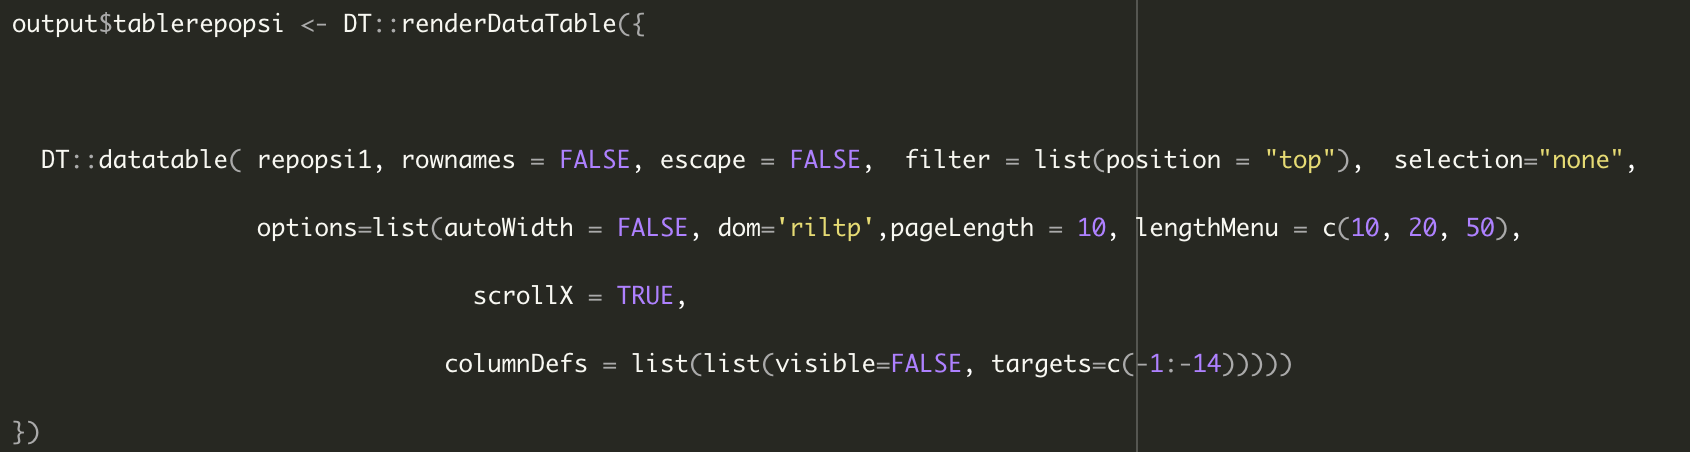 output$tablerepopsi <- DT::renderDataTable({
DT::datatable( repopsi1, rownames = FALSE, escape = FALSE,  filter = list(position = "top"),  selection="none",
options=list(autoWidth = FALSE, dom='riltp',pageLength = 10, lengthMenu = c(10, 20, 50),
scrollX = TRUE,
columnDefs = list(list(visible=FALSE, targets=c(-1:-14)))))
})